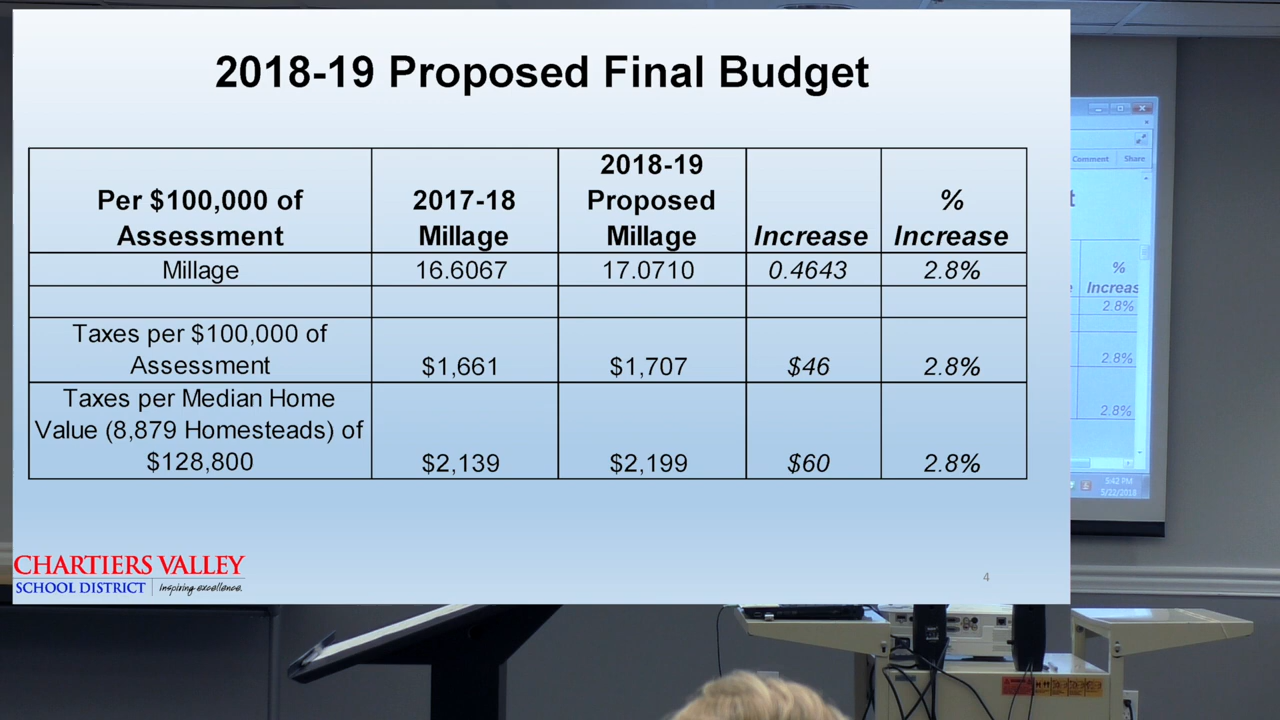 2018-19 Proposed Final Budget
Per $100,000 of
Assessment
2017-18
Millage
2018-19
Proposed
Millage
Increase
%
Increase
Millage 16.6067 17.0710 0.4643 2.8%
Taxes per $100,000 of
Assessment $1,661 $1,707 $46 2.8%
Taxes per Median Home
Value (8,879 Homesteads) of
$128,800 $2,139 $2,199 $60 2.8%
CHARTIERS VALLEY
SCHOOL DISTRICT Inspiring excellence.
4
Comment Share
t
%
e Increas
2.8%
2.8%
2.8%
5:42 PM
5/22/2018